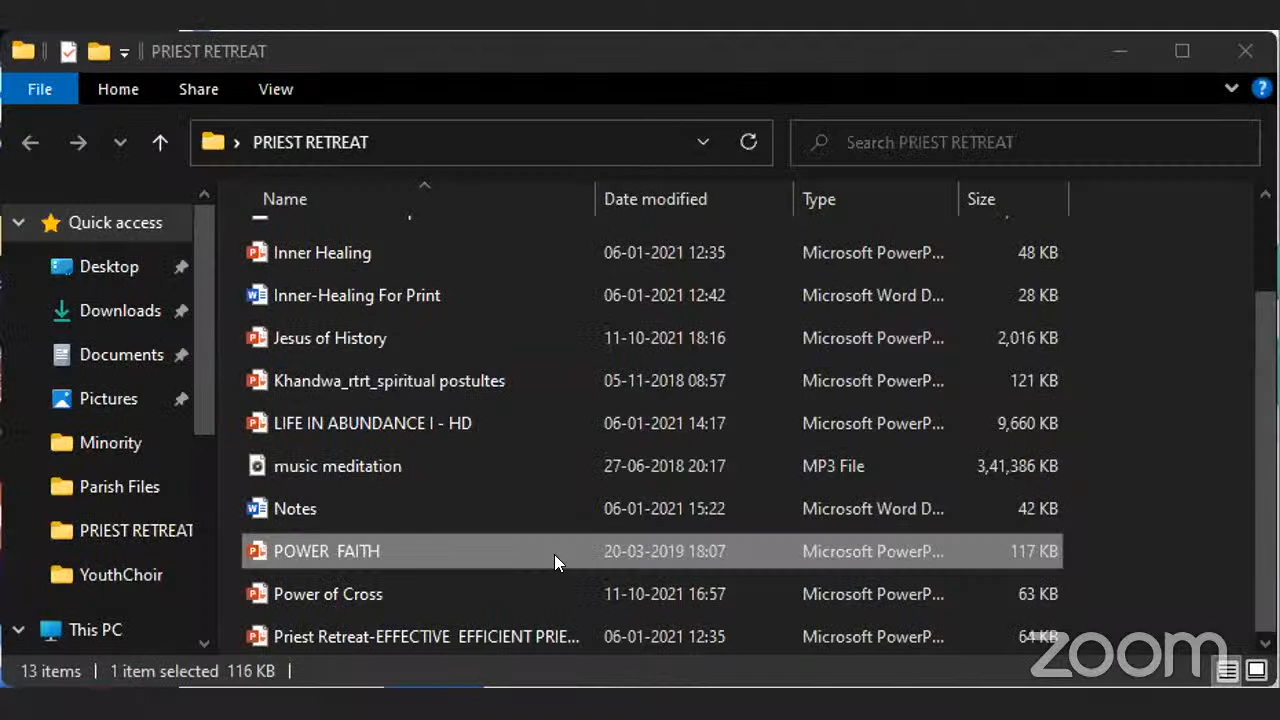 PRIEST RETREAT
File Home Share View
PRIEST RETREAT Search PRIEST RETREAT
Name Date modified Type Size
Quick access
Desktop
Downloads
Documents
Pictures
Minority
Parish Files
PRIEST RETREAT
YouthChoir
This PC
Inner Healing 06-01-2021 12:35 Microsoft PowerP... 48 KB
Inner-Healing For Print 06-01-2021 12:42 Microsoft Word D... 28 KB
Jesus of History 11-10-2021 18:16 Microsoft PowerP... 2,016 KB
Khandwa_rtrt_spiritual postultes 05-11-2018 08:57 Microsoft PowerP... 121 KB
LIFE IN ABUNDANCE I - HD 06-01-2021 14:17 Microsoft PowerP... 9,660 KB
music meditation 27-06-2018 20:17 MP3 File 3,41,386 KB
Notes 06-01-2021 15:22 Microsoft Word D... 42 KB
POWER FAITH 20-03-2019 18:07 Microsoft PowerP... 117 KB
Power of Cross 11-10-2021 16:57 Microsoft PowerP... 63 KB
Priest Retreat-EFFECTIVE EFFICIENT PRIE... 06-01-2021 12:35 Microsoft PowerP... 64 KB
13 items 1 item selected 116 KB
zoom